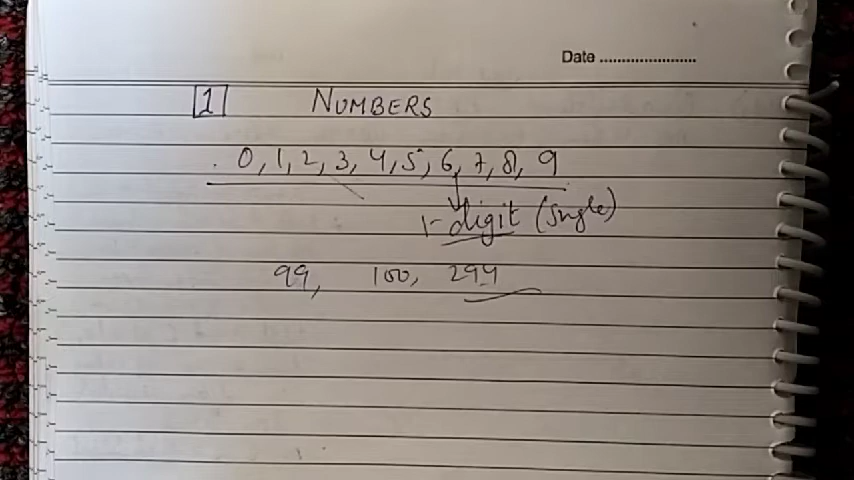 Date ........................
1 NUMBERS
0, 1, 2, 3, 4, 5, 6, 7, 8, 9
1-digit (single)
99, 100, 299